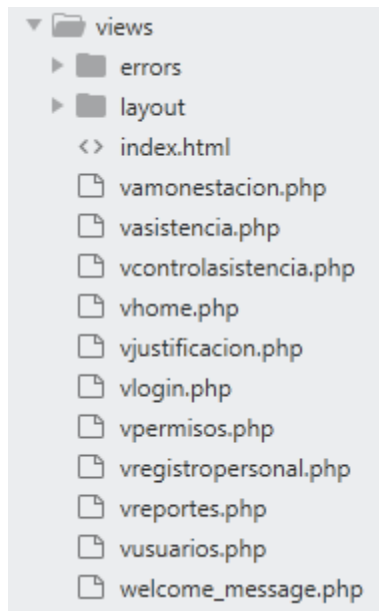 views
errors
layout
index.html
vamonestacion.php
vasistencia.php
vcontrolasistencia.php
vhome.php
vjustificacion.php
vlogin.php
vpermisos.php
vregistropersonal.php
vreportes.php
vusuarios.php
welcome_message.php